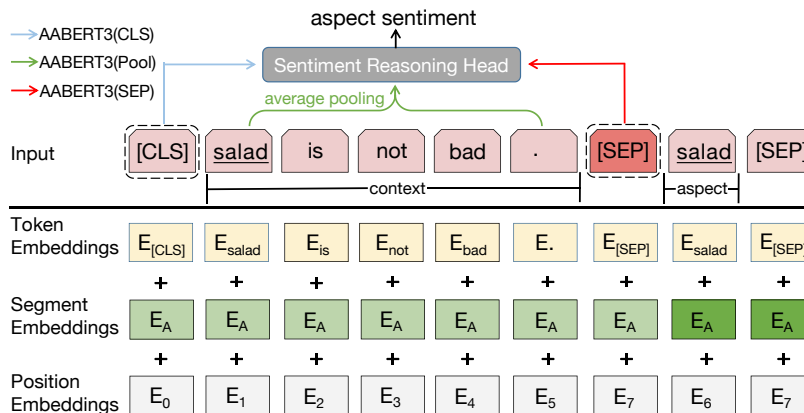 aspect sentiment
AABERT3(CLS)
AABERT3(Pool)
AABERT3(SEP)
Sentiment Reasoning Head
average pooling
Input [CLS] salad is not bad . [SEP] salad [SEP]
context aspect
Token Embeddings E[CLS] Esalad Eis Enot Ebad E. E[SEP] Esalad E[SEP]
+ + + + + + + + +
Segment Embeddings EA EA EA EA EA EA EA EA EA
+ + + + + + + + +
Position Embeddings E0 E1 E2 E3 E4 E5 E7 E6 E7